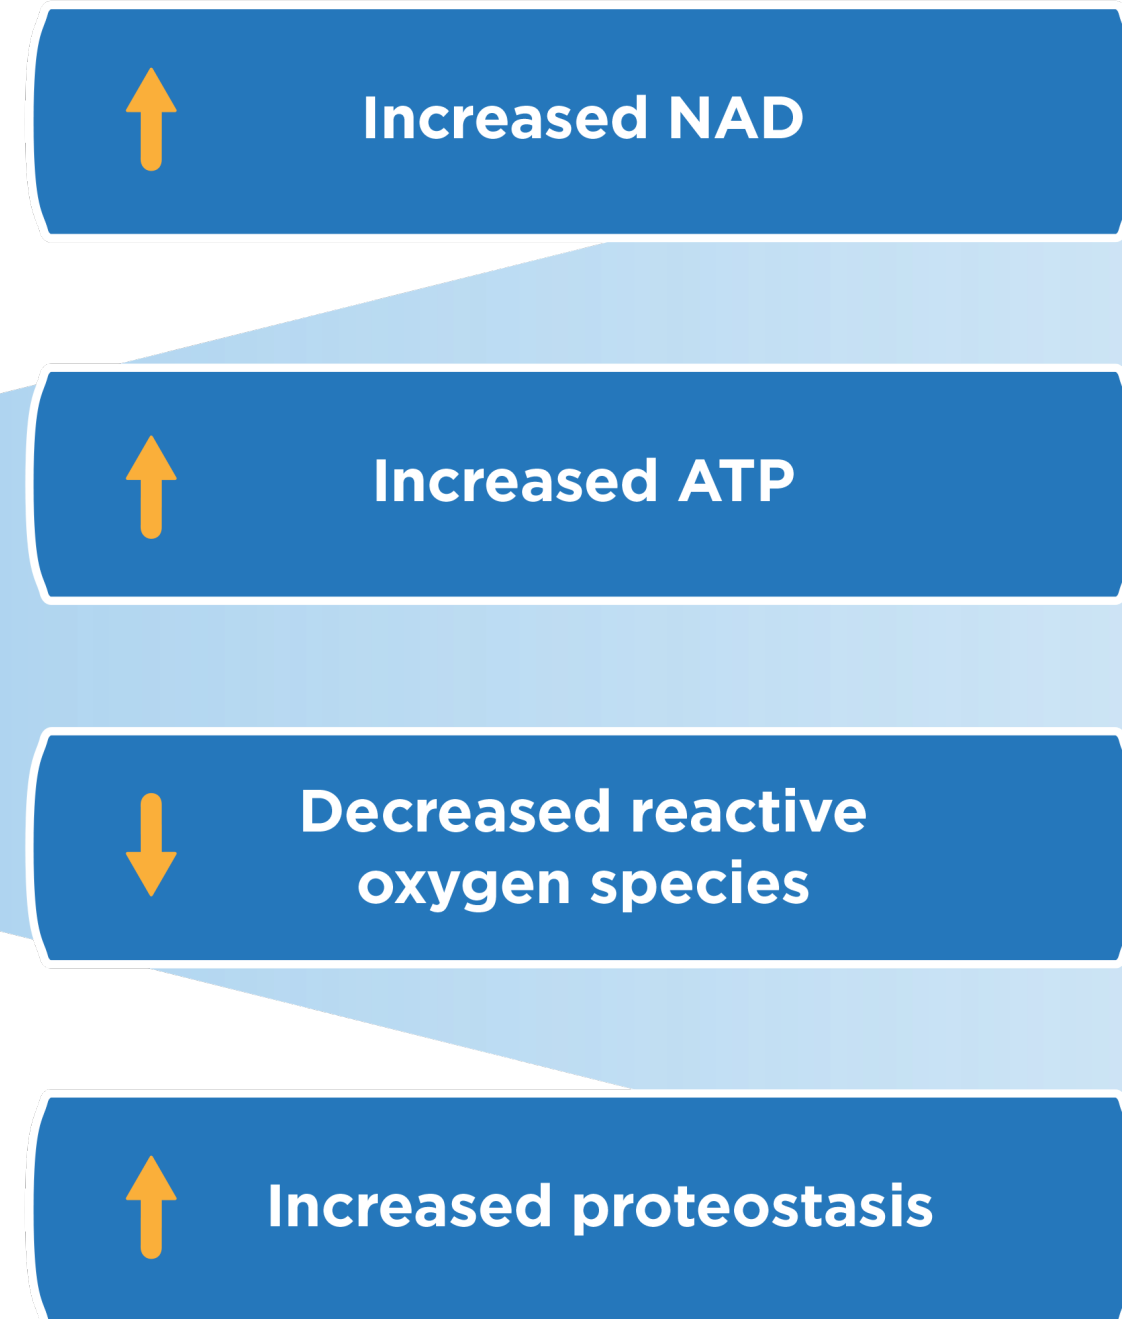 Increased NAD
Increased ATP
Decreased reactive
oxygen species
Increased proteostasis